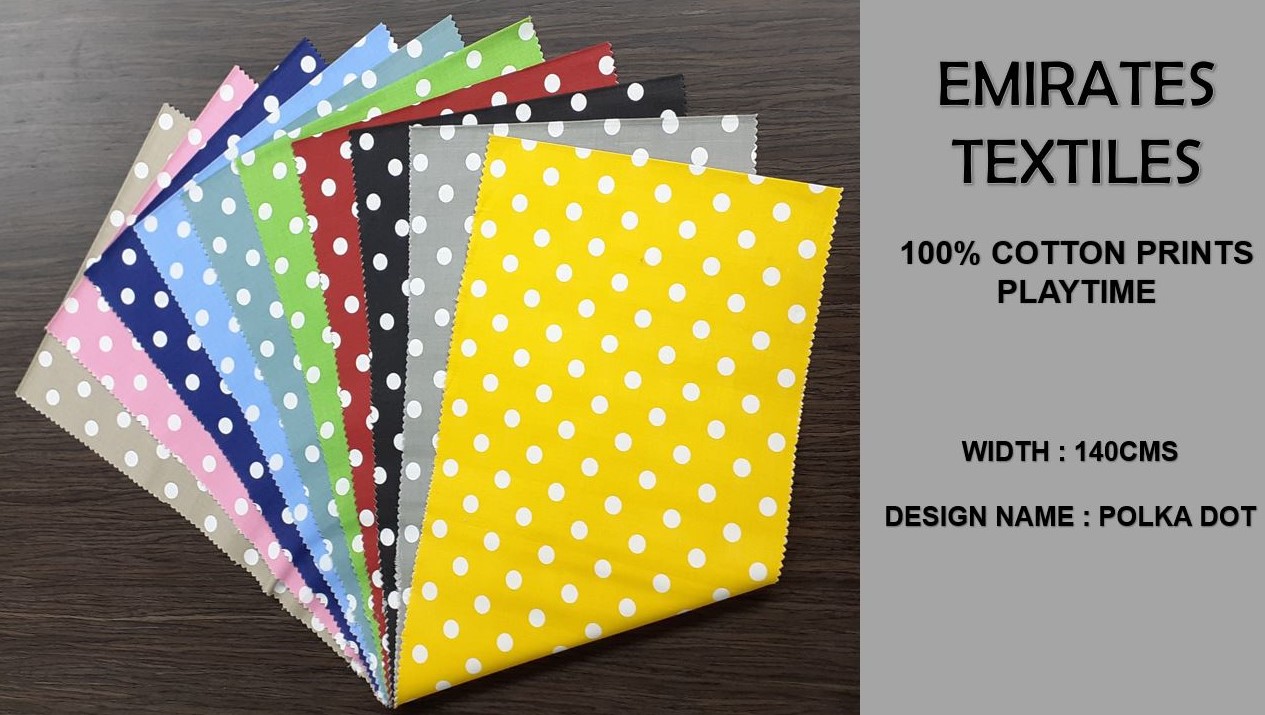 EMIRATES
TEXTILES
100% COTTON PRINTS
PLAYTIME
WIDTH : 140CMS
DESIGN NAME : POLKA DOT